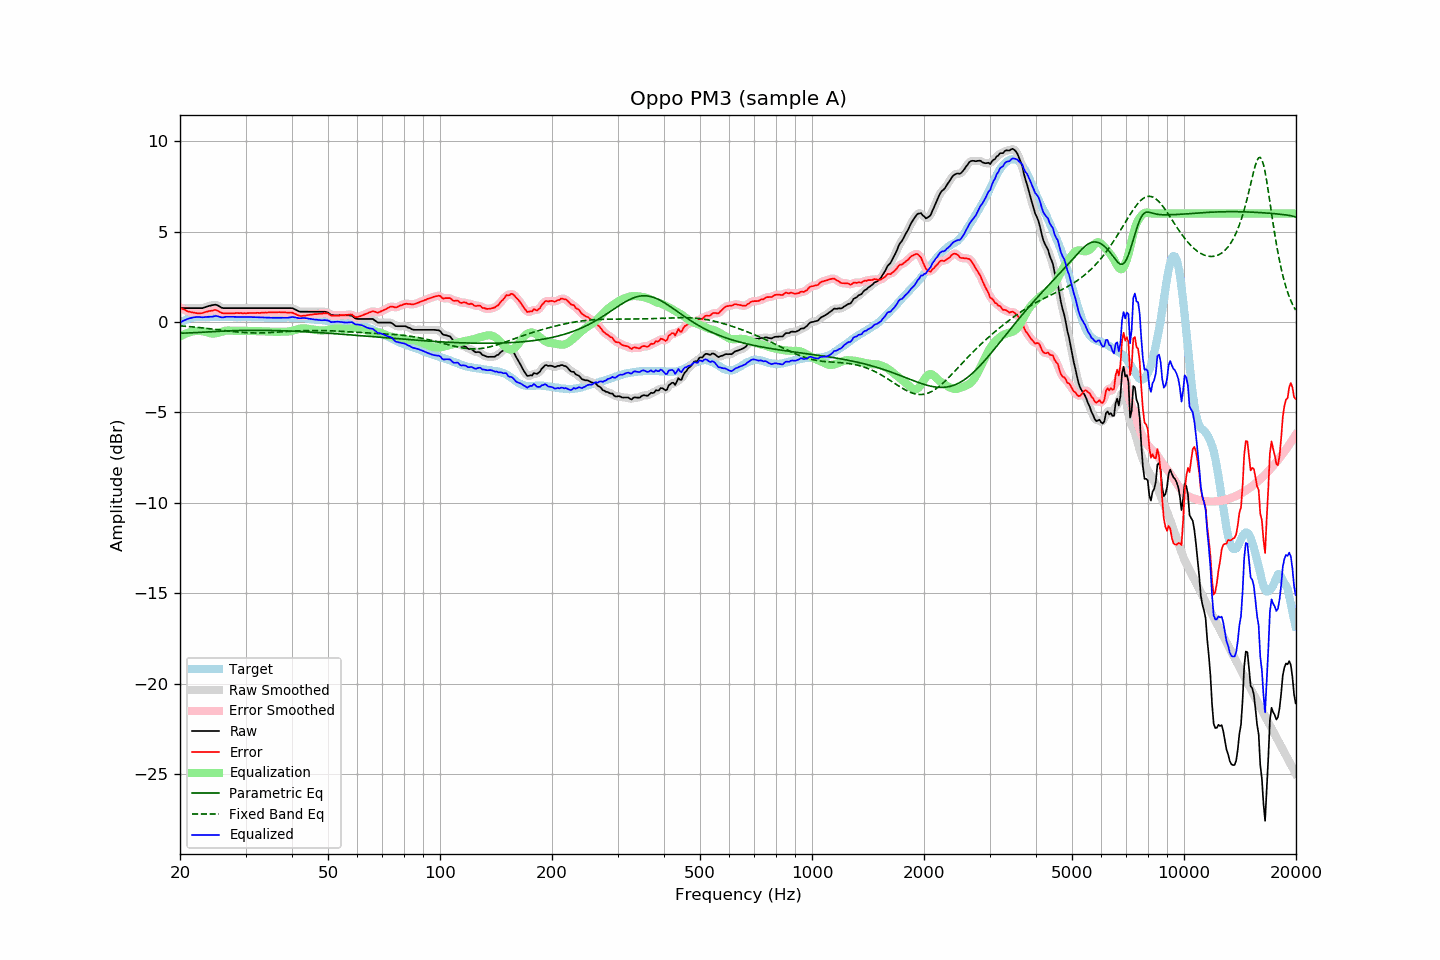 Oppo PM3 (sample A)
10
5
0
−5
−10
−15
−20
−25
Amplitude (dBr)
Target
Raw Smoothed
Error Smoothed
Raw
Error
Equalization
Parametric Eq
Fixed Band Eq
Equalized
20 50 100 200 500 1000 2000 5000 10000 20000
Frequency (Hz)